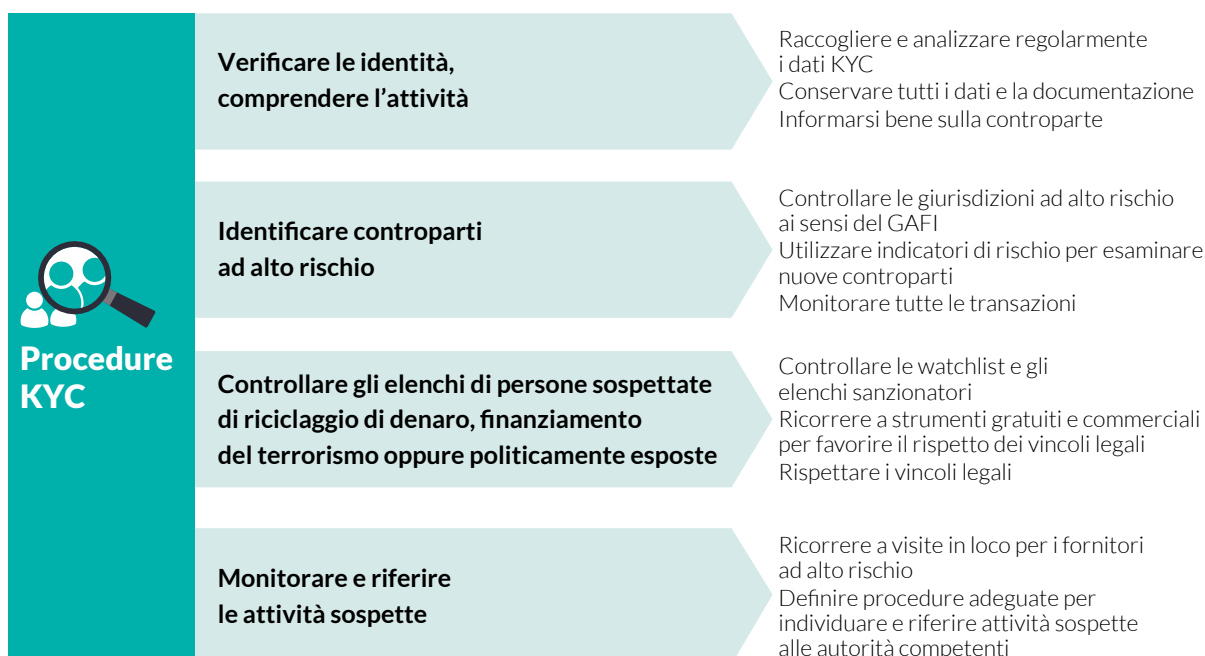 Procedure
KYC
Verificare le identità,
comprendere l’attività
Raccogliere e analizzare regolarmente
i dati KYC
Conservare tutti i dati e la documentazione
Informarsi bene sulla controparte
Identificare controparti
ad alto rischio
Controllare le giurisdizioni ad alto rischio
ai sensi del GAFI
Utilizzare indicatori di rischio per esaminare
nuove controparti
Monitorare tutte le transazioni
Controllare gli elenchi di persone sospettate
di riciclaggio di denaro, finanziamento
del terrorismo oppure politicamente esposte
Controllare le watchlist e gli
elenchi sanzionatori
Ricorrere a strumenti gratuiti e commerciali
per favorire il rispetto dei vincoli legali
Rispettare i vincoli legali
Monitorare e riferire
le attività sospette
Ricorrere a visite in loco per i fornitori
ad alto rischio
Definire procedure adeguate per
individuare e riferire attività sospette
alle autorità competenti